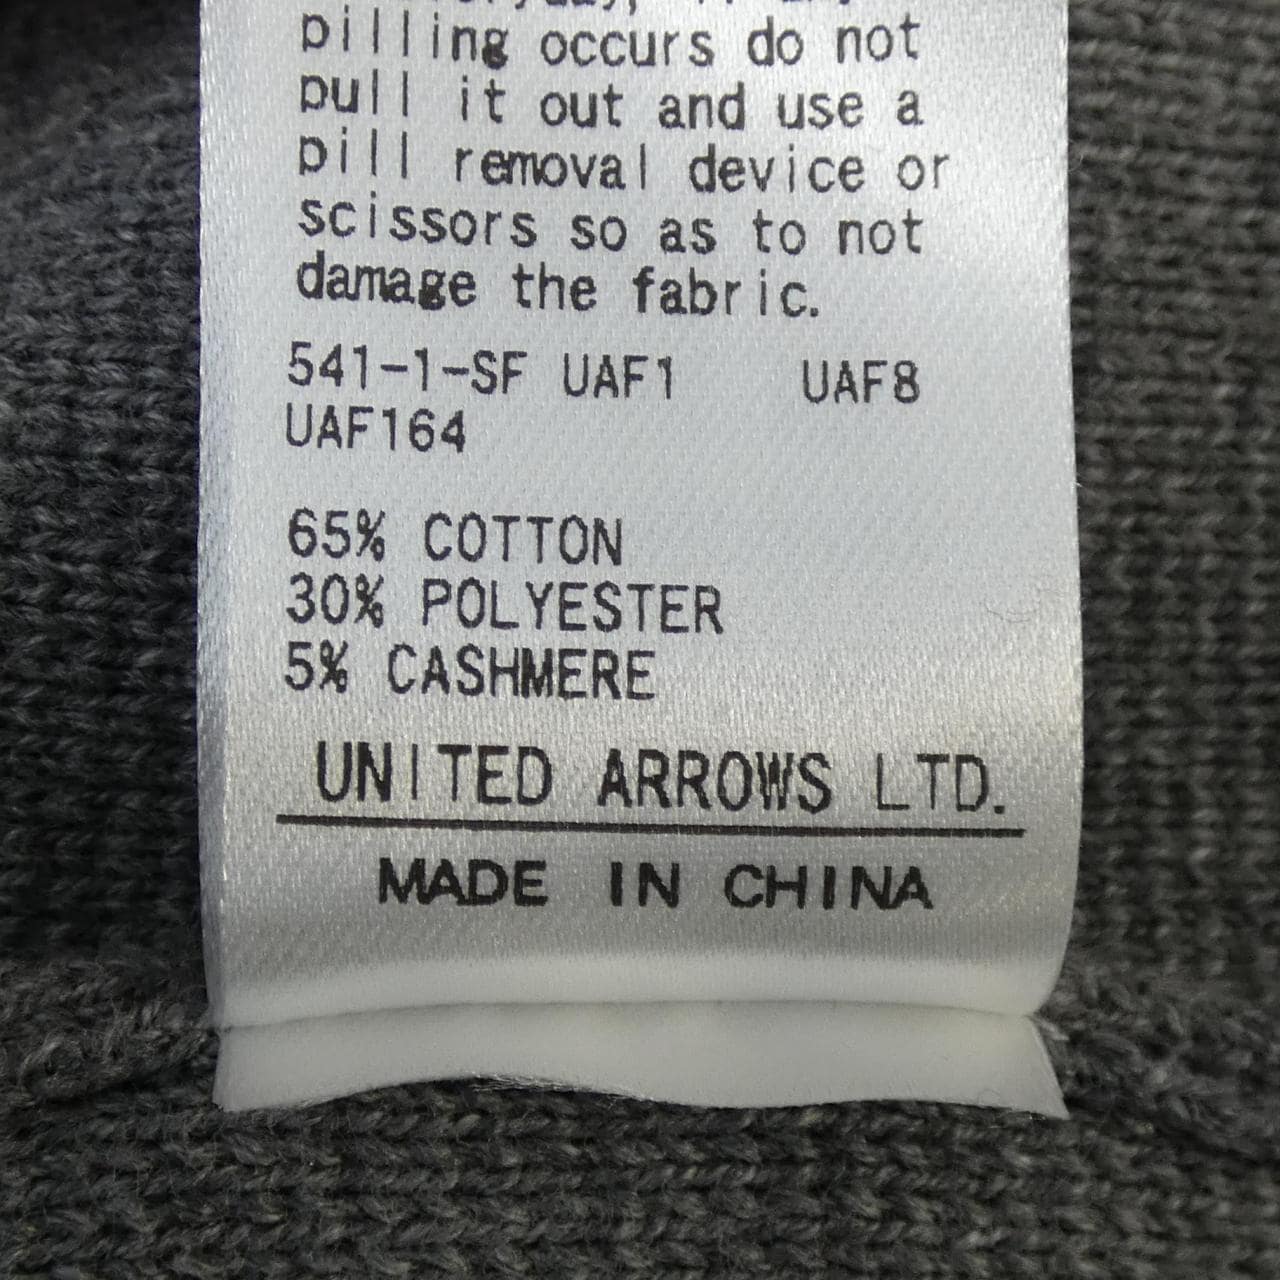 pilling occurs do not
pull it out and use a
pill removal device or
scissors so as to not
damage the fabric.
541-1-SF UAF1 UAF8
UAF164
65% COTTON
30% POLYESTER
5% CASHMERE
UNITED ARROWS LTD.
MADE IN CHINA